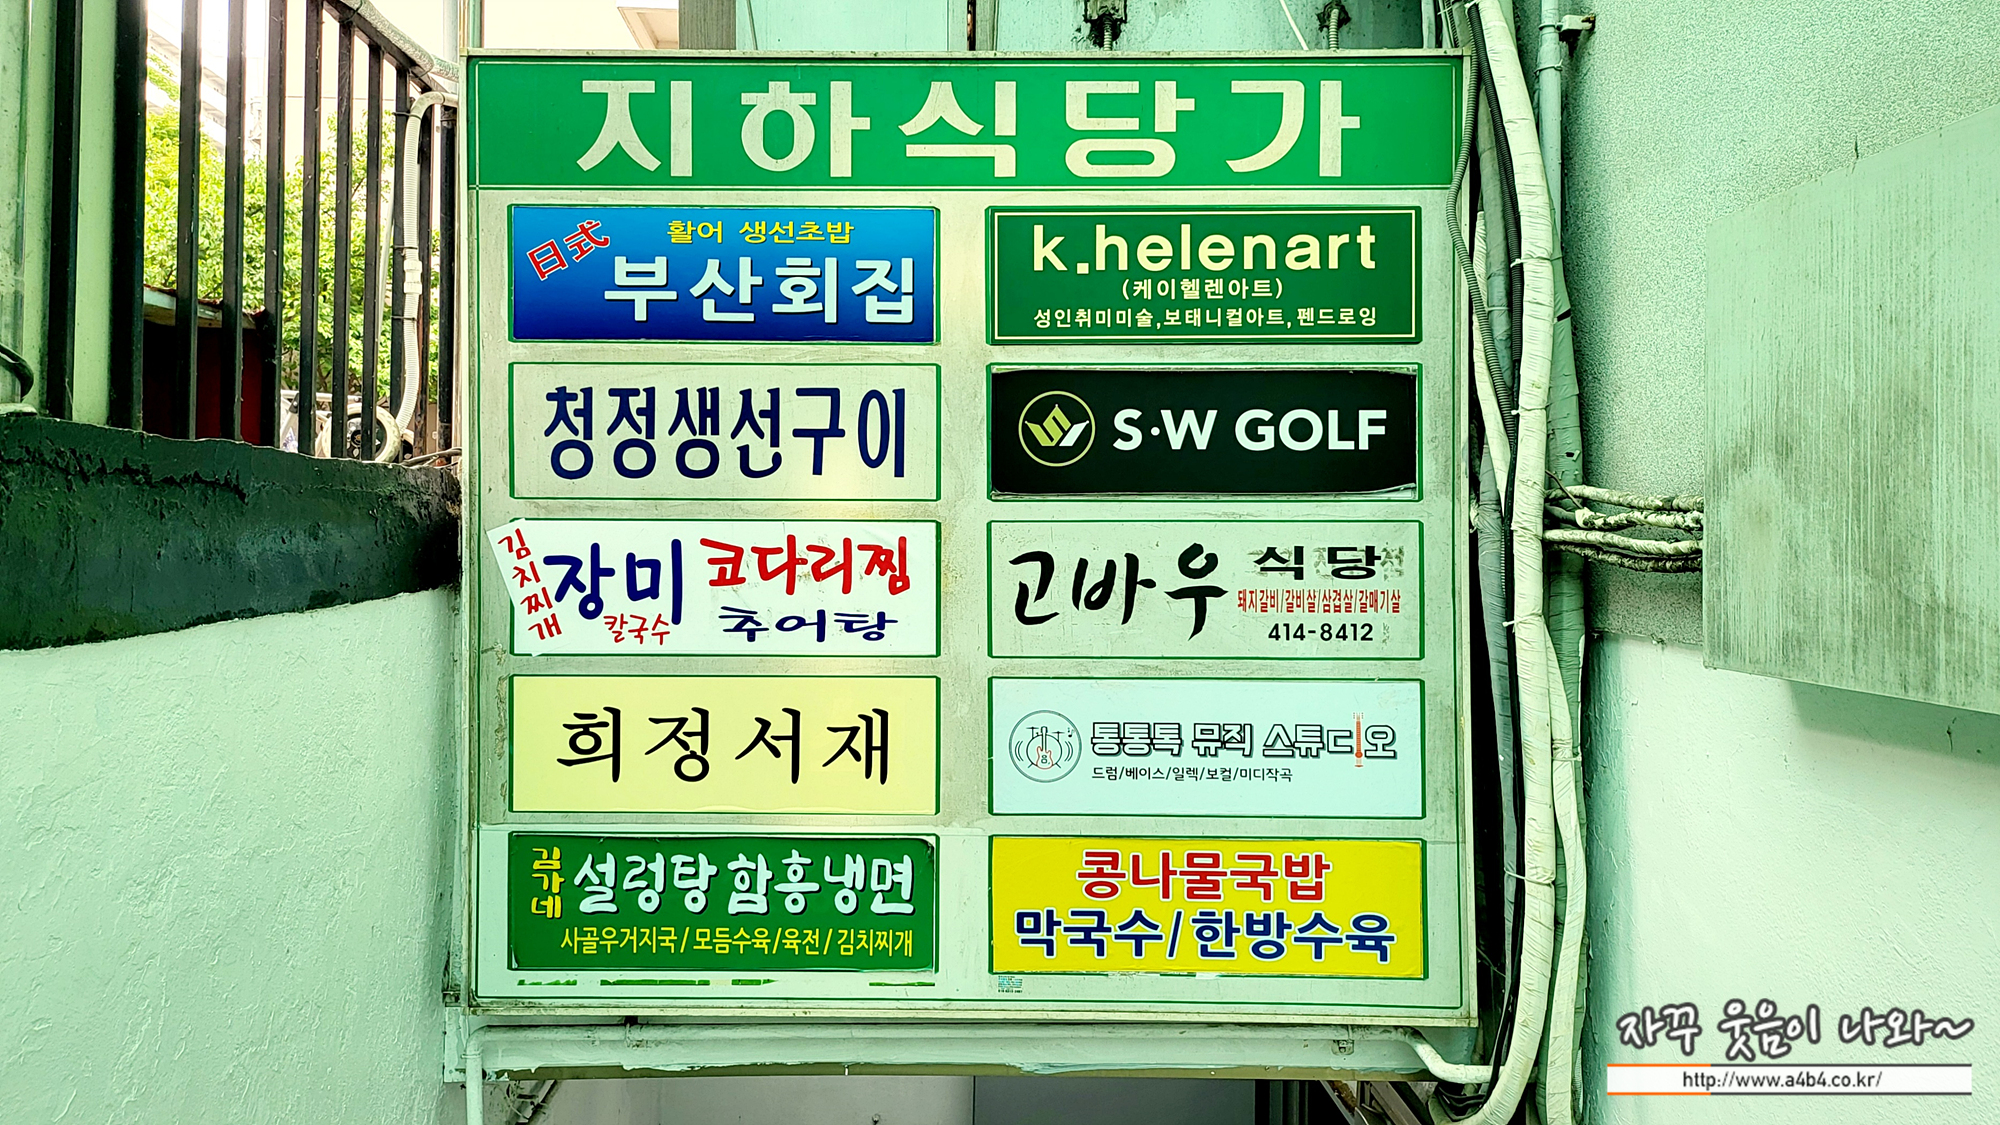 지하식당가
日式 활어 생선초밥
부산회집
k.helenart
(케이헬렌아트)
성인취미미술,보태니컬아트,펜드로잉
청정생선구이
S·W GOLF
김치찌개
장미 코다리찜
칼국수 추어탕
고바우 식당
돼지갈비/갈비살/삼겹살/갈매기살
414-8412
희정서재
통통톡 뮤직 스튜디오
드럼/베이스/일렉/보컬/미디작곡
김가네 설렁탕 함흥냉면
사골우거지국/모듬수육/육전/김치찌개
콩나물국밥
막국수/한방수육
자꾸 웃음이 나와~
http://www.a4b4.co.kr/